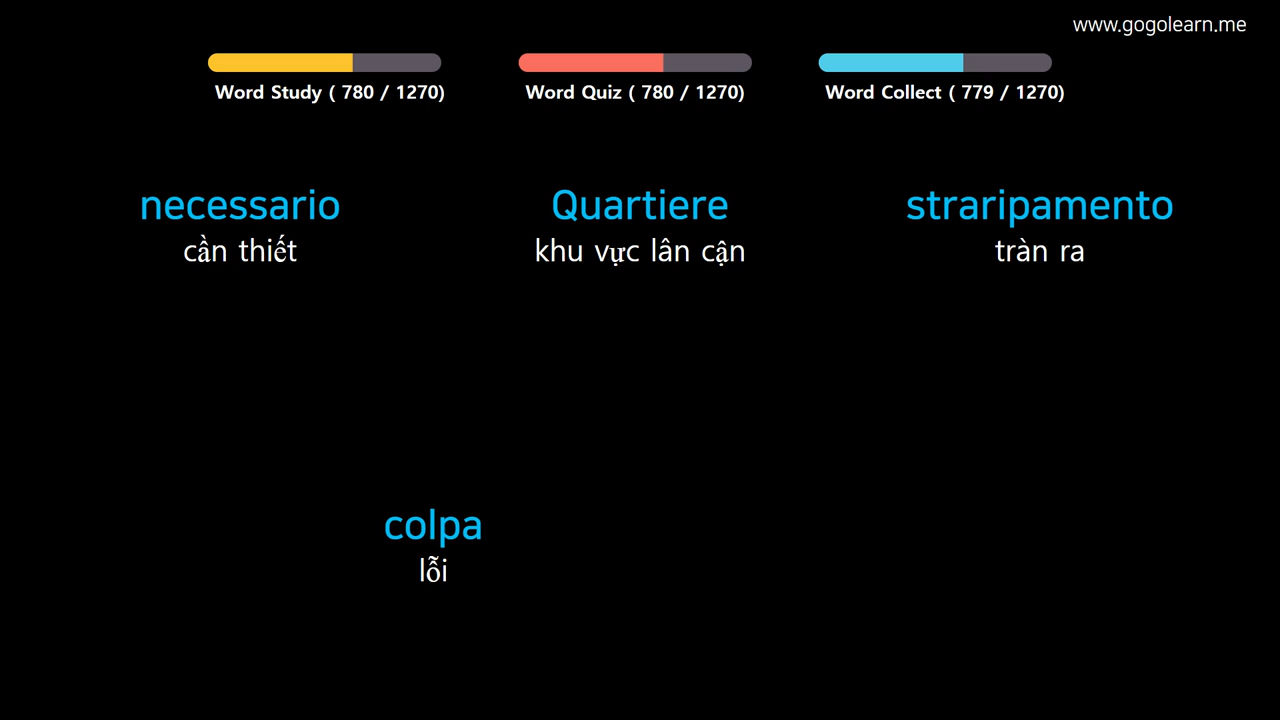 www.gogolearn.me
Word Study ( 780 / 1270)
Word Quiz ( 780 / 1270)
Word Collect ( 779 / 1270)
necessario
cần thiết
Quartiere
khu vực lân cận
straripamento
tràn ra
colpa
lỗi